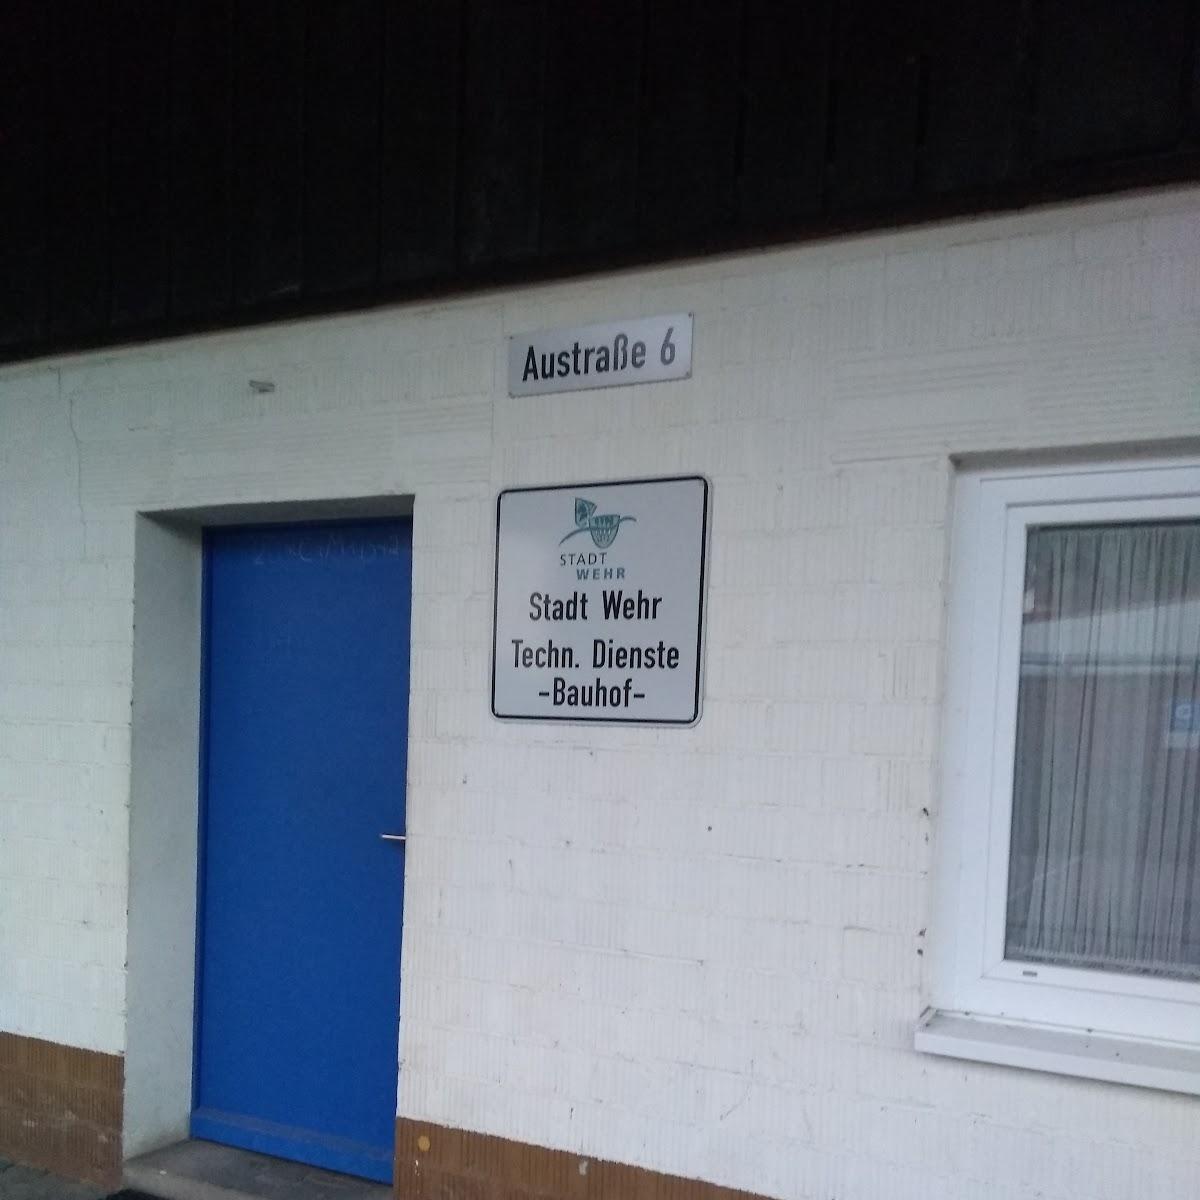 Austraße 6
STADT
WEHR
Stadt Wehr
Techn. Dienste
-Bauhof-